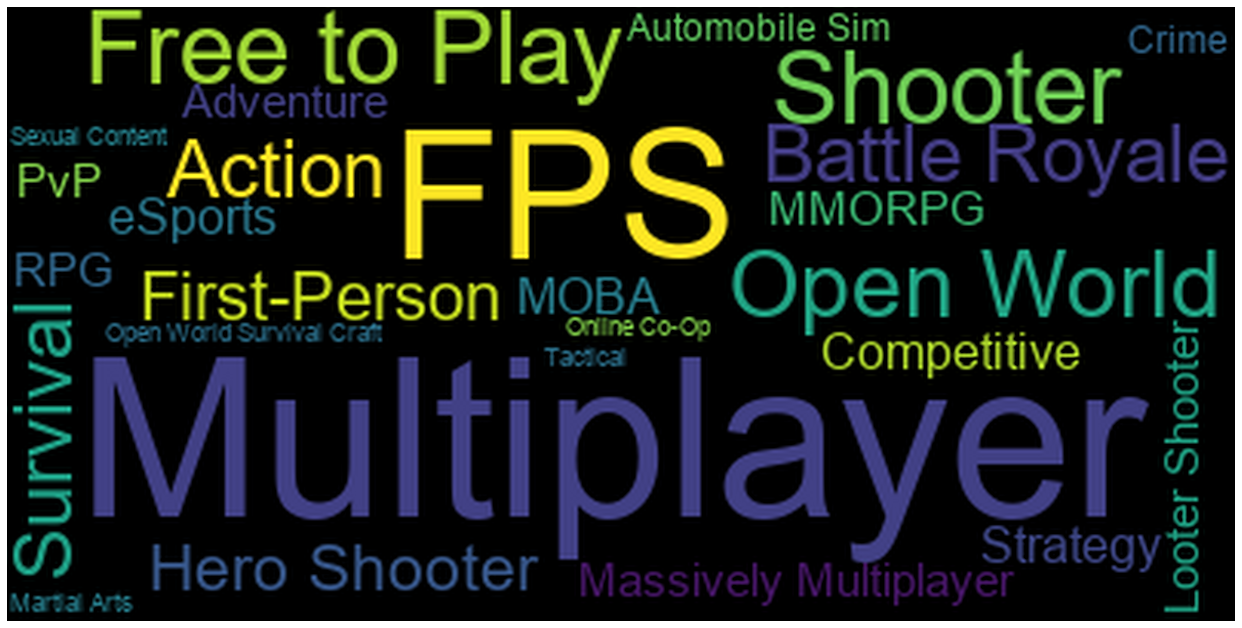 Free to Play
Automobile Sim
Crime
Shooter
Adventure
Sexual Content
Action
FPS
Battle Royale
PvP
eSports
MMORPG
RPG
First-Person
MOBA
Open World
Open World Survival Craft
Online Co-Op
Survival
Tactical
Competitive
Multiplayer
Looter Shooter
Hero Shooter
Massively Multiplayer
Strategy
Martial Arts